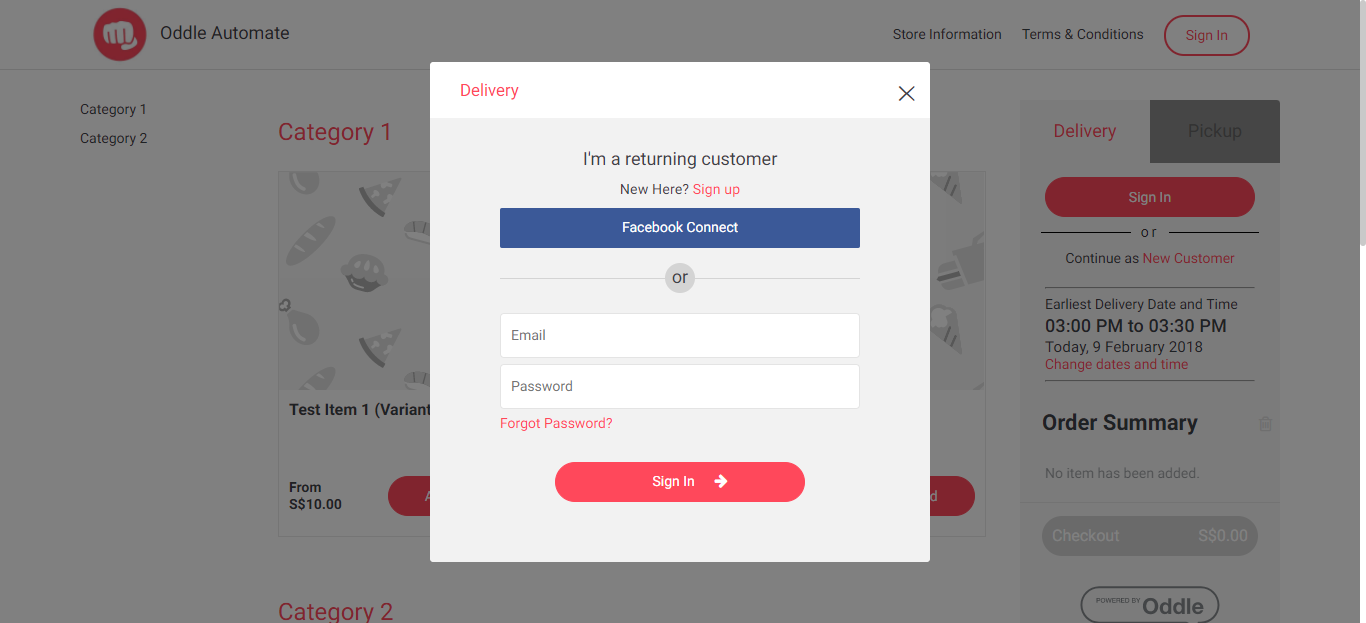 Oddle Automate
Store Information
Terms & Conditions
Sign In
Category 1
Category 2
Category 1
Test Item 1 (Variant
From
S$10.00
Category 2
Delivery
I'm a returning customer
New Here? Sign up
Facebook Connect
or
Email
Password
Forgot Password?
Sign In
Delivery
Pickup
Sign In
or
Continue as New Customer
Earliest Delivery Date and Time
03:00 PM to 03:30 PM
Today, 9 February 2018
Change dates and time
Order Summary
No item has been added.
Checkout S$0.00
POWERED BY Oddle